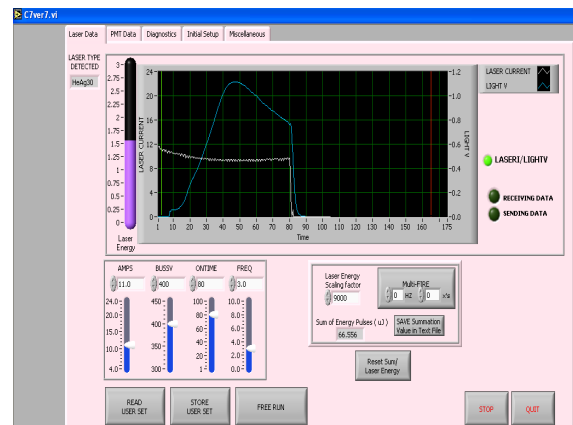 C7ver7.vi
Laser Data PMT Data Diagnostics Initial Setup Miscellaneous
LASER TYPE
DETECTED
HeAg30
3-
2.75-
2.5-
2.25-
2-
1.75-
1.5-
1.25-
1-
0.75-
0.5-
0.25-
0-
Laser
Energy
LASER CURRENT
24-
20-
16-
12-
8-
4-
0-
-1.2
-1.0
-0.8
-0.6
-0.4
-0.2
-0.0
LIGHT V
1 10 20 30 40 50 60 70 80 90 100 110 120 130 140 150 160 175
Time
LASER CURRENT
LIGHT V
LASERI/LIGHTV
RECEIVING DATA
SENDING DATA
AMPS BUSSV ONTIME FREQ
11.0 400 80 3.0
24.0-
20.0-
15.0-
10.0-
4.0-
450-
400-
350-
300-
100-
80-
60-
40-
20-
1-
10.0-
8.0-
6.0-
4.0-
2.0-
0.0-
Laser Energy
Scaling factor
9000
Multi-FIRE
0 HZ 0 x's
Sum of Energy Pulses ( uJ )
66.556
SAVE Summation
Value in Text File
Reset Sum/
Laser Energy
READ
USER SET
STORE
USER SET
FREE RUN
STOP
QUIT